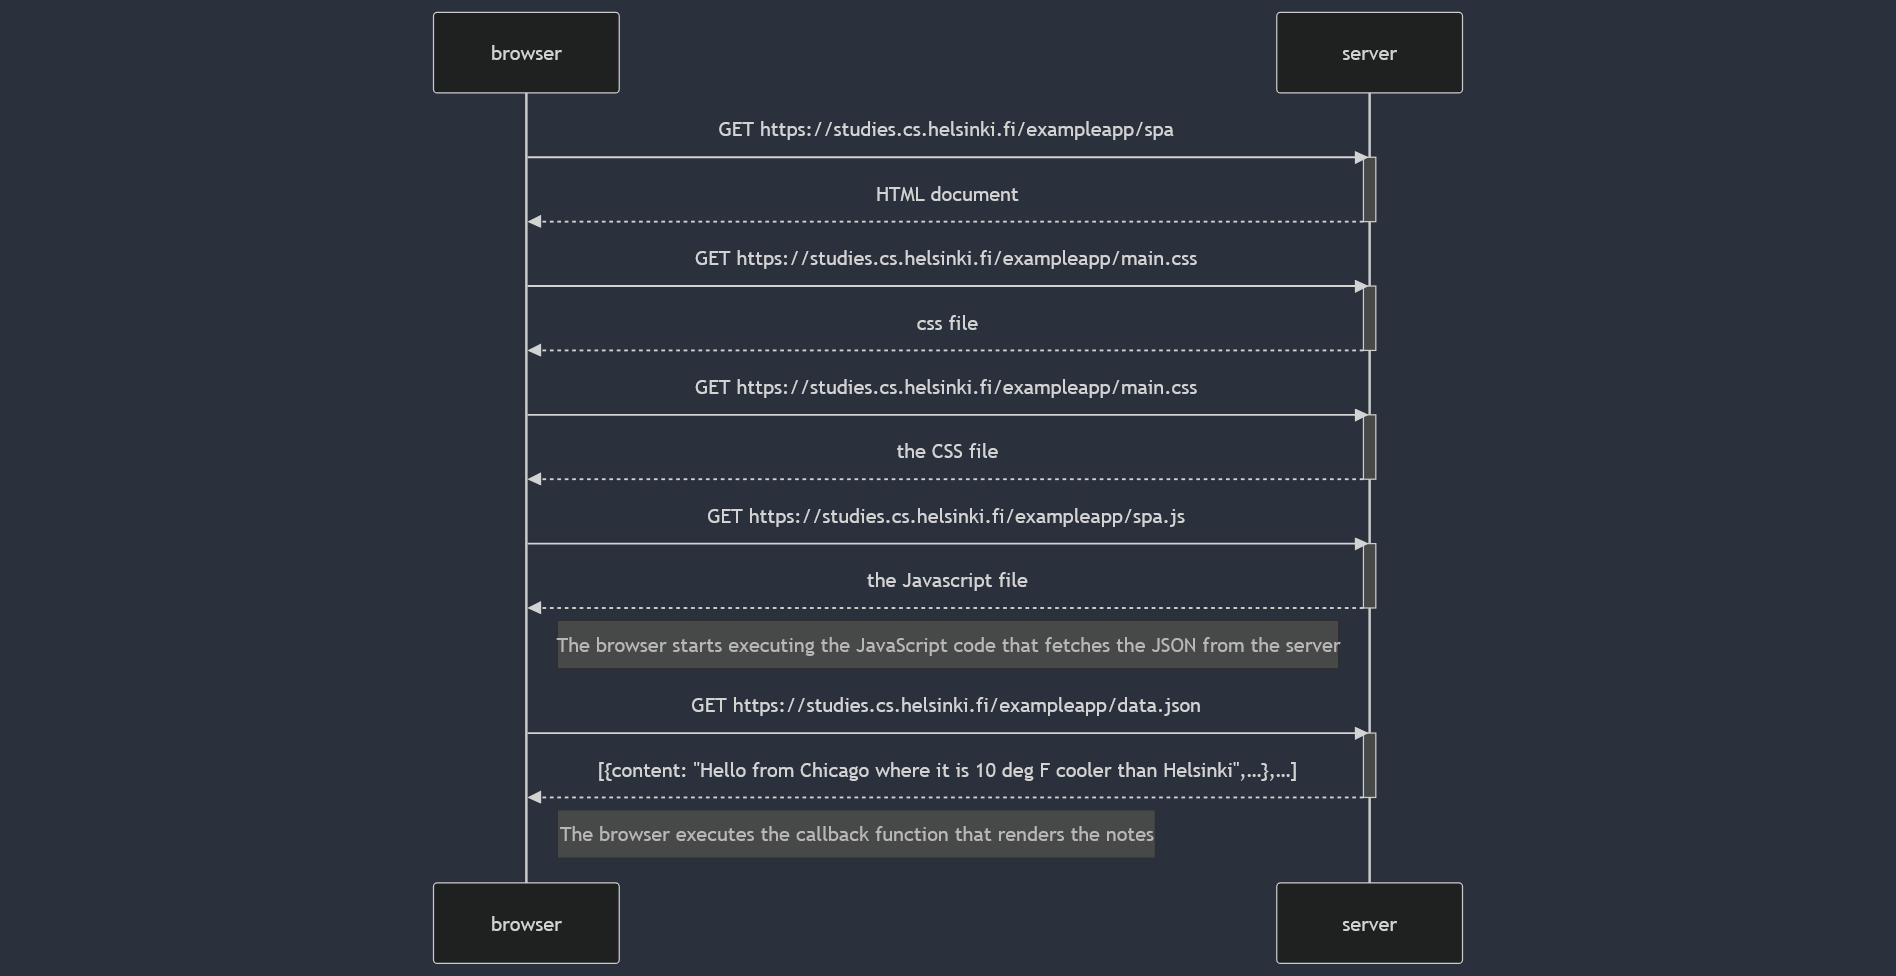 browser
server
GET https://studies.cs.helsinki.fi/exampleapp/spa
HTML document
GET https://studies.cs.helsinki.fi/exampleapp/main.css
css file
GET https://studies.cs.helsinki.fi/exampleapp/main.css
the CSS file
GET https://studies.cs.helsinki.fi/exampleapp/spa.js
the Javascript file
The browser starts executing the JavaScript code that fetches the JSON from the server
GET https://studies.cs.helsinki.fi/exampleapp/data.json
[{content: "Hello from Chicago where it is 10 deg F cooler than Helsinki",...},...]
The browser executes the callback function that renders the notes
browser
server